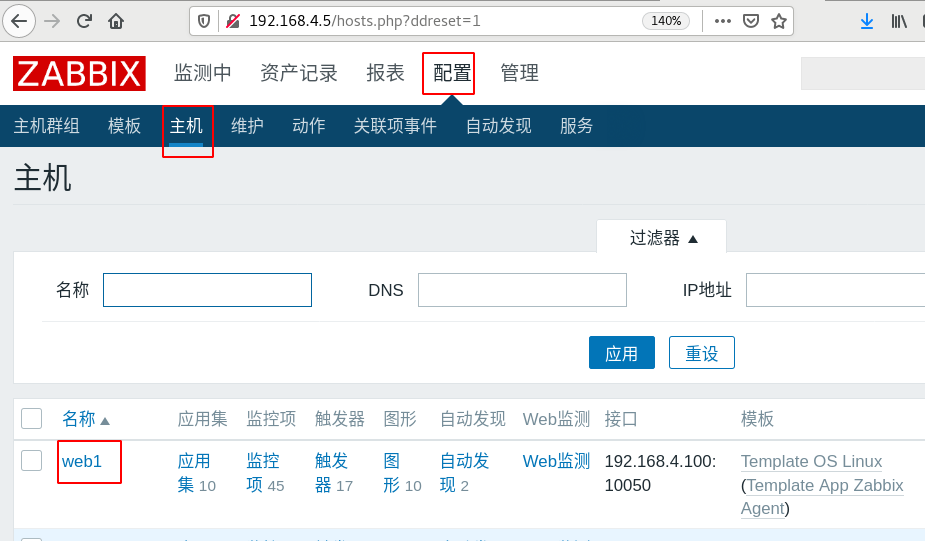 192.168.4.5/hosts.php?ddreset=1 140%
ZABBIX 监测中 资产记录 报表 配置 管理
主机群组 模板 主机 维护 动作 关联项事件 自动发现 服务
主机
过滤器 ▲
名称 DNS IP地址
应用 重设
名称 ▲ 应用集 监控项 触发器 图形 自动发现 Web监测 接口 模板
web1 应用 监控 触发 图 自动发 Web监测 192.168.4.100: Template OS Linux
集 10 项 45 器 17 形 10 现 2 10050 (Template App Zabbix
Agent)